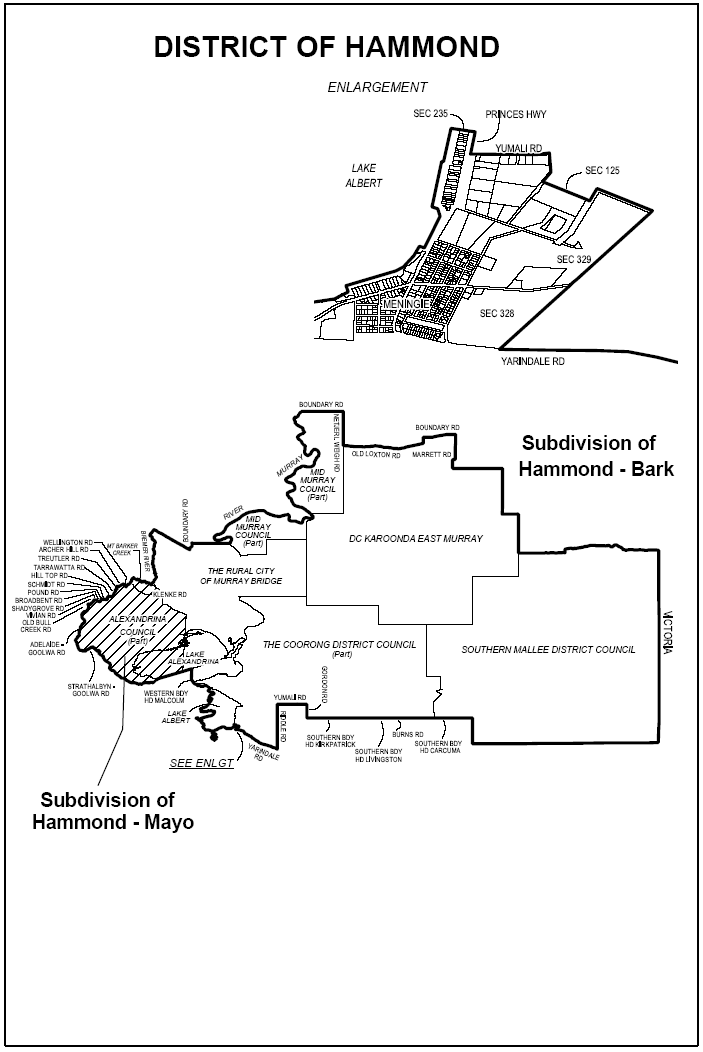 DISTRICT OF HAMMOND
ENLARGEMENT
SEC 235
PRINCES HWY
YUMALI RD
LAKE
ALBERT
SEC 125
SEC 329
MENINGIE
SEC 328
YARINDALE RD
BOUNDARY RD
NETHERLEIGH RD
BOUNDARY RD
OLD LOXTON RD
MARRETT RD
Subdivision of
Hammond - Bark
MURRAY
MID
MURRAY
COUNCIL
(Part)
RIVER
MID
MURRAY
COUNCIL
(Part)
BOUNDARY RD
DC KAROONDA EAST MURRAY
BREMER RIVER
MT BARKER
CREEK
WELLINGTON RD
ARCHER HILL RD
TREUTLER RD
TARRAWATTA RD
HILL TOP RD
SCHMIDT RD
POUND RD
BROADBENT RD
SHADYGROVE RD
VIVIAN RD
OLD BULL
CREEK RD
ADELAIDE -
GOOLWA RD
THE RURAL CITY
OF MURRAY BRIDGE
KLENKE RD
ALEXANDRINA
COUNCIL
(Part)
LAKE
ALEXANDRINA
THE COORONG DISTRICT COUNCIL
(Part)
SOUTHERN MALLEE DISTRICT COUNCIL
VICTORIA
STRATHALBYN -
GOOLWA RD
WESTERN BDY
HD MALCOLM
LAKE
ALBERT
YUMALI RD
GORDON RD
RIDDLE RD
YARINDALE
RD
SEE ENLGT
SOUTHERN BDY
HD KIRKPATRICK
SOUTHERN BDY
HD LIVINGSTON
BURNS RD
SOUTHERN BDY
HD CARCUMA
Subdivision of
Hammond - Mayo